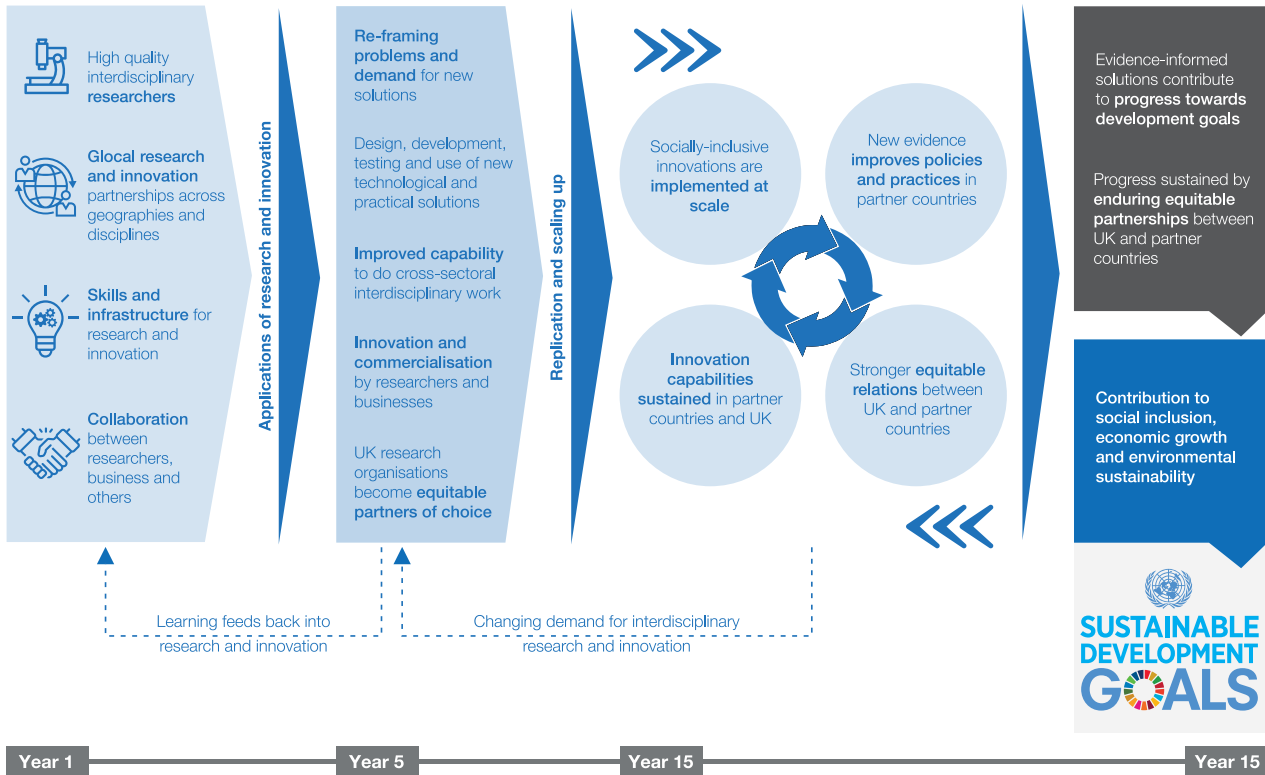 High quality
interdisciplinary
researchers
Glocal research
and innovation
partnerships across
geographies and
disciplines
Skills and
infrastructure for
research and
innovation
Collaboration
between
researchers,
business and
others
Applications of research and innovation
Re-framing
problems and
demand for new
solutions
Design, development,
testing and use of new
technological and
practical solutions
Improved capability
to do cross-sectoral
interdisciplinary work
Innovation and
commercialisation
by researchers and
businesses
UK research
organisations
become equitable
partners of choice
Replication and scaling up
Socially-inclusive
innovations are
implemented at
scale
New evidence
improves policies
and practices in
partner countries
Innovation
capabilities
sustained in partner
countries and UK
Stronger equitable
relations between
UK and partner
countries
Evidence-informed
solutions contribute
to progress towards
development goals
Progress sustained by
enduring equitable
partnerships between
UK and partner
countries
Contribution to
social inclusion,
economic growth
and environmental
sustainability
SUSTAINABLE
DEVELOPMENT
GOALS
Learning feeds back into
research and innovation
Changing demand for interdisciplinary
research and innovation
Year 1
Year 5
Year 15
Year 15